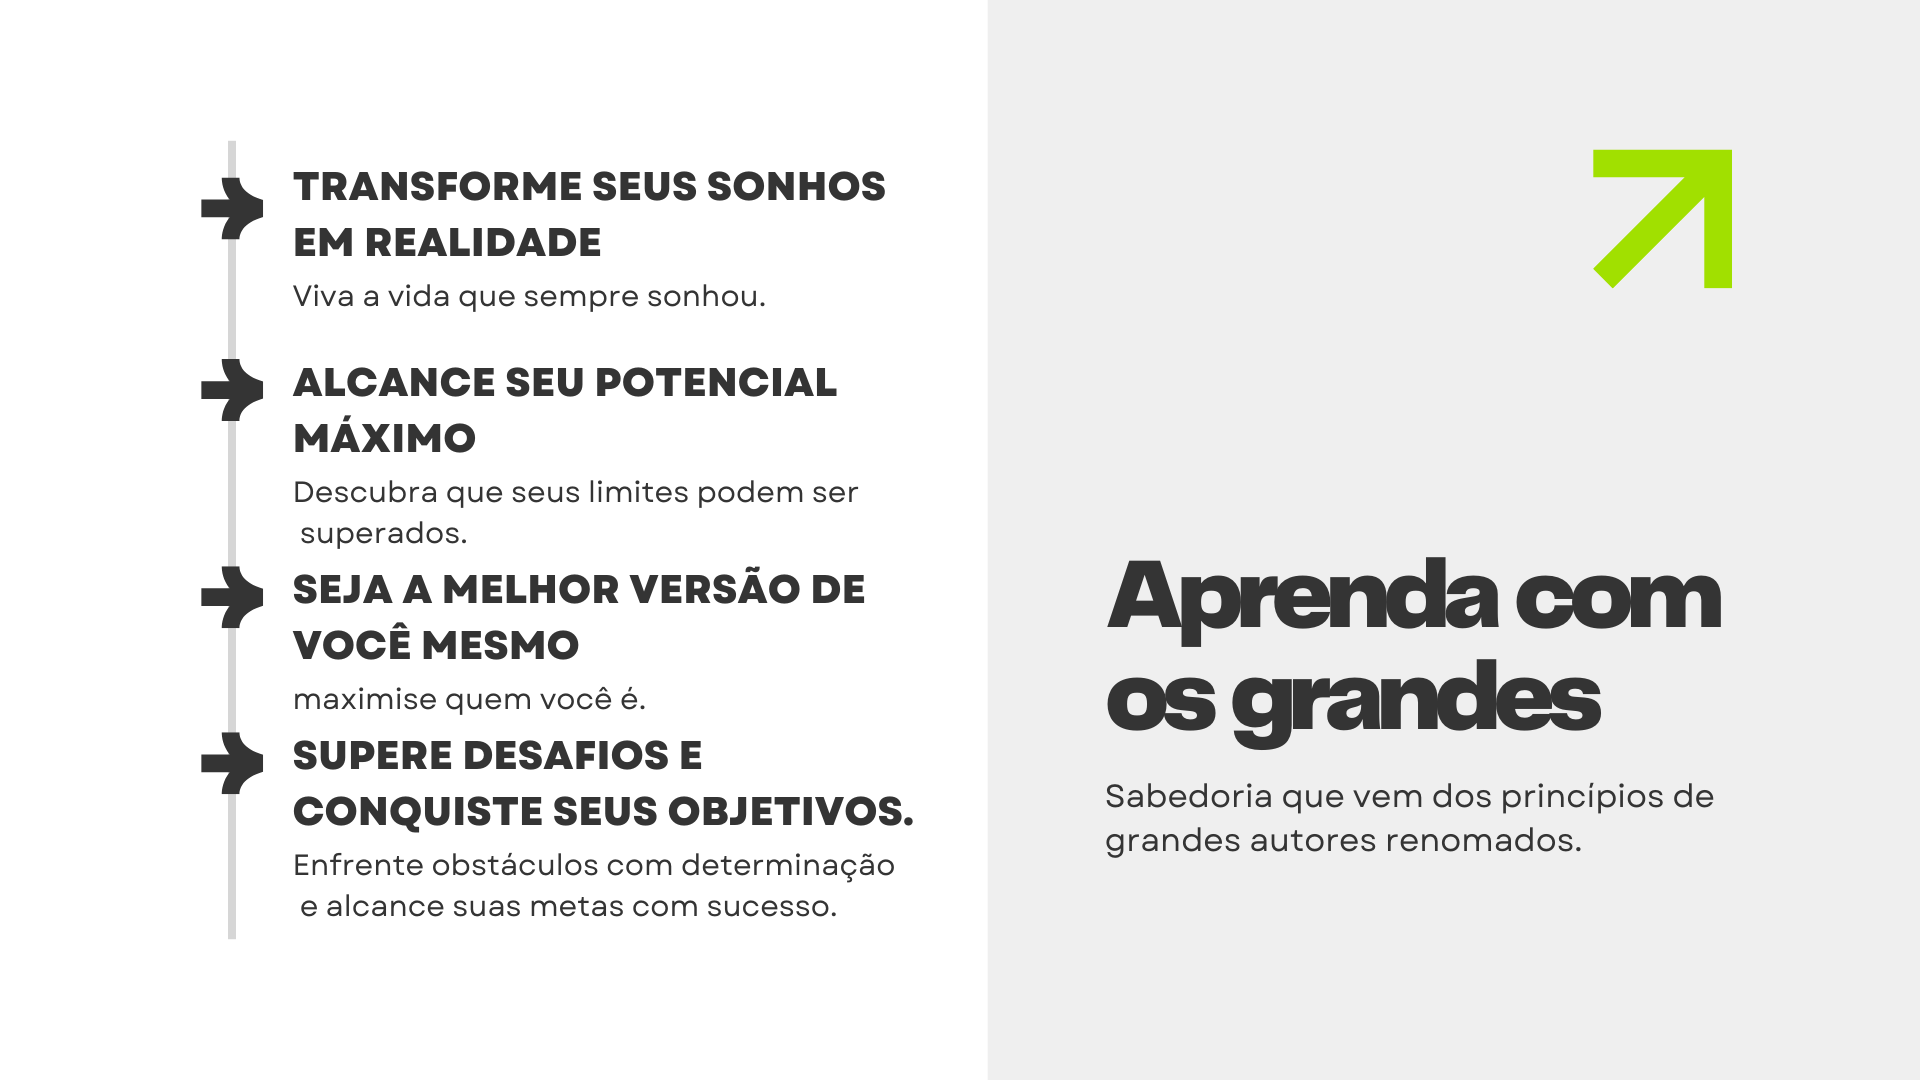 TRANSFORME SEUS SONHOS
EM REALIDADE
Viva a vida que sempre sonhou.
ALCANCE SEU POTENCIAL
MÁXIMO
Descubra que seus limites podem ser
superados.
SEJA A MELHOR VERSÃO DE
VOCÊ MESMO
maximise quem você é.
SUPERE DESAFIOS E
CONQUISTE SEUS OBJETIVOS.
Enfrente obstáculos com determinação
e alcance suas metas com sucesso.
Aprenda com
os grandes
Sabedoria que vem dos princípios de
grandes autores renomados.